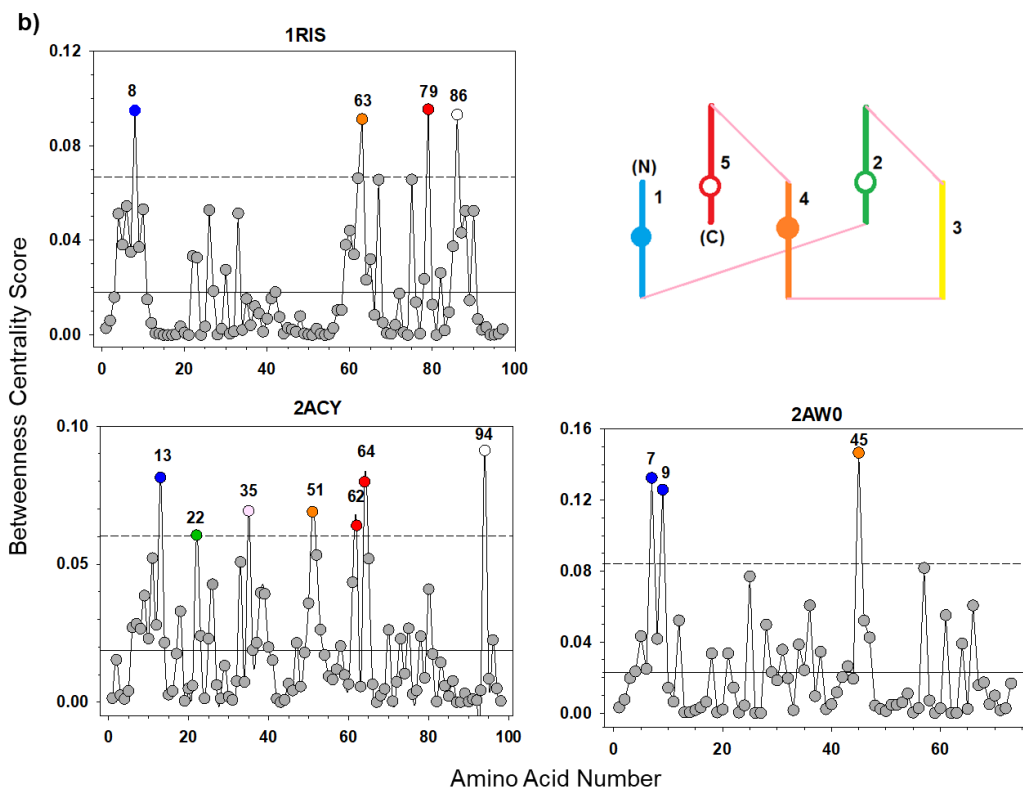 b)
1RIS
0.12
0.08
0.04
0.00
8
63
79
86
0 20 40 60 80 100
(N)
1
5
(C)
4
2
3
2ACY
0.10
0.05
0.00
13
22
35
51
62
64
94
0 20 40 60 80 100
2AW0
0.16
0.12
0.08
0.04
0.00
7
9
45
0 20 40 60
Betweenness Centrality Score
Amino Acid Number